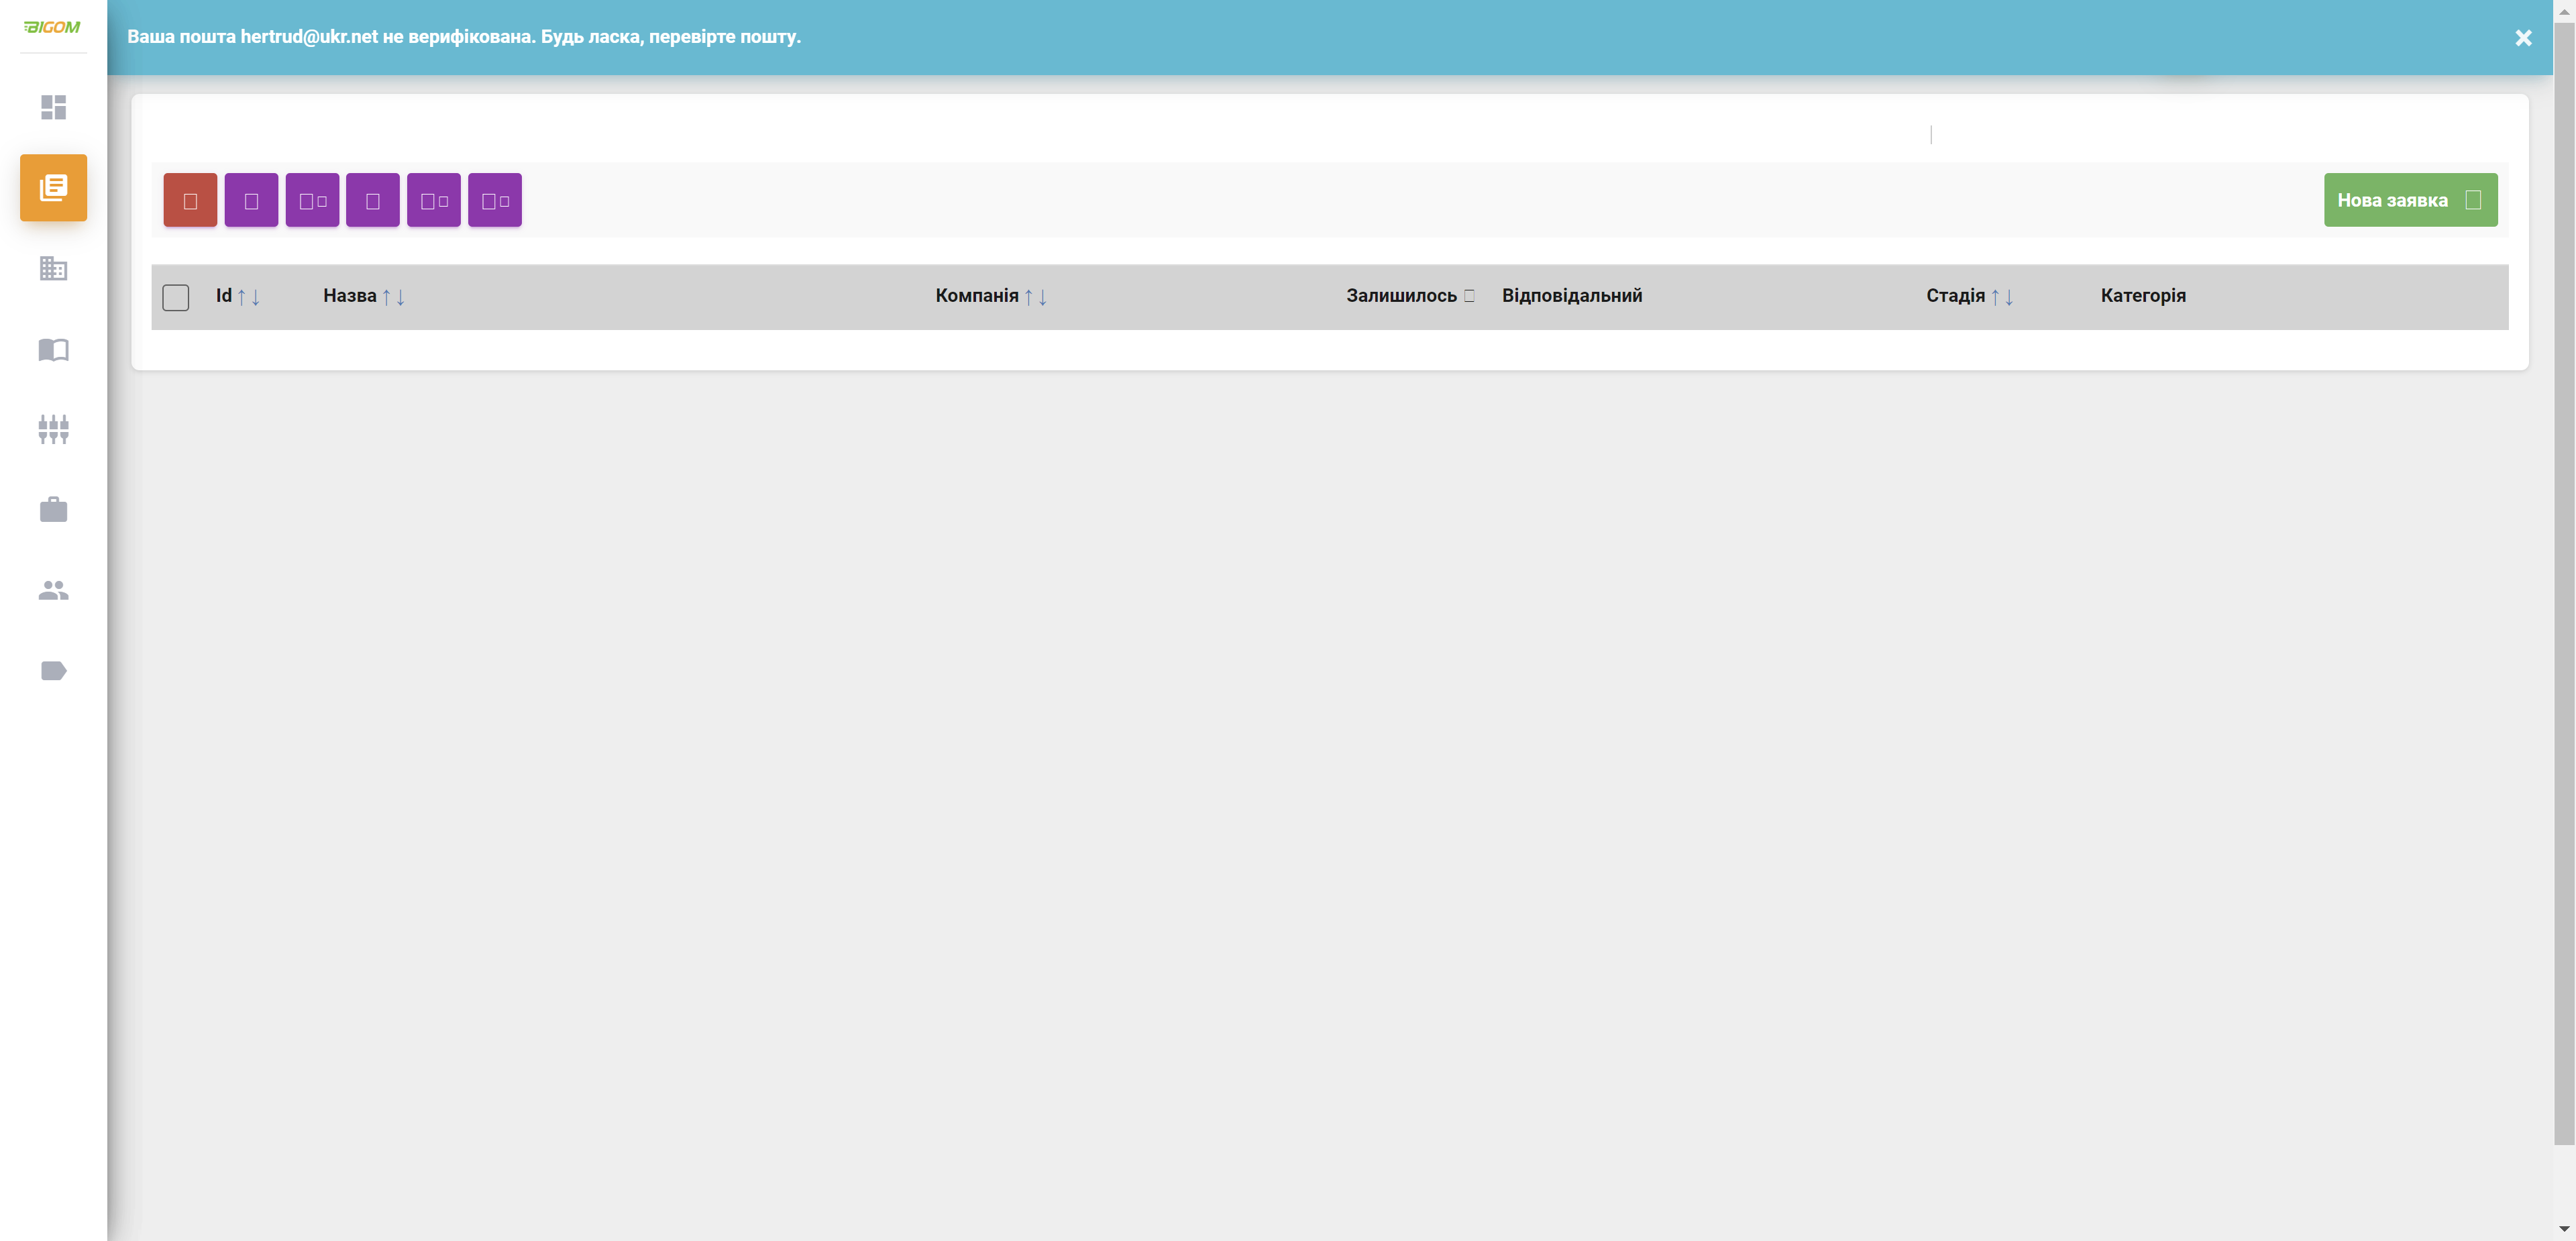 BIGOM
Ваша пошта hertrud@ukr.net не верифікована. Будь ласка, перевірте пошту.
Нова заявка
Id ↑↓ Назва ↑↓ Компанія ↑↓ Залишилось Відповідальний Стадія ↑↓ Категорія